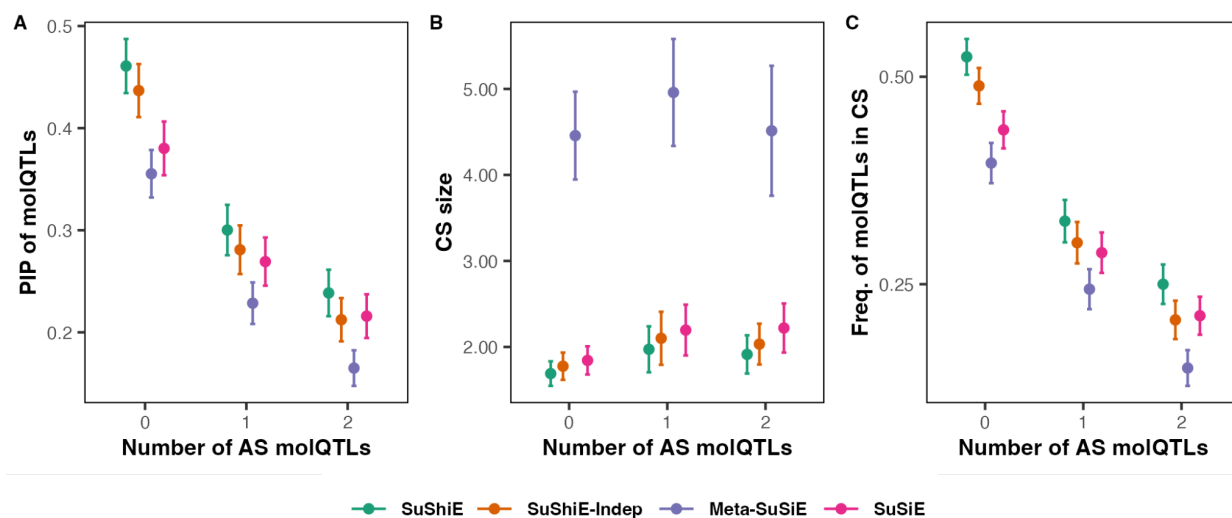 A
0.5
0.4
0.3
0.2
PIP of molQTLs
0
1
2
Number of AS molQTLs
B
5.00
4.00
3.00
2.00
CS size
0
1
2
Number of AS molQTLs
C
0.50
0.25
Freq. of molQTLs in CS
0
1
2
Number of AS molQTLs
SuShiE SuShiE-Indep Meta-SuSiE SuSiE